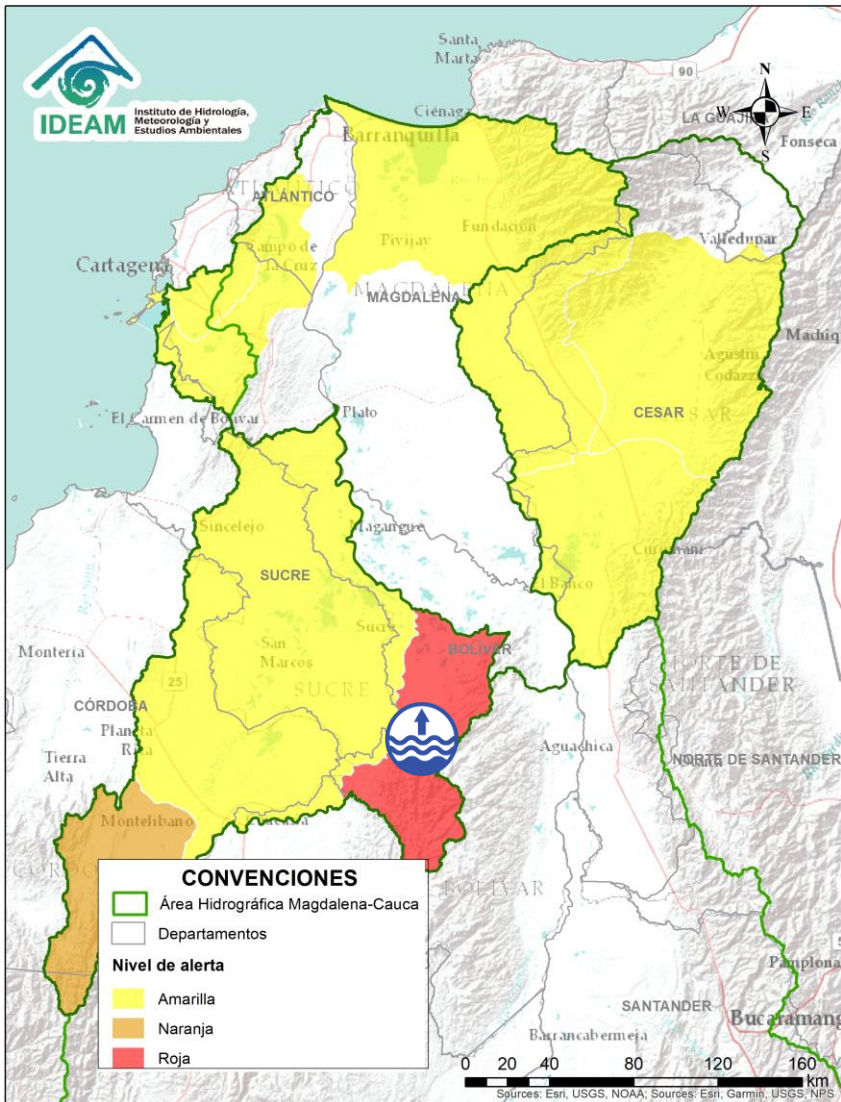 IDEAM
Instituto de Hidrología,
Meteorología y
Estudios Ambientales
Santa
Marta
90
N
W
E
S
LA GUAJIRA
Ciénaga
Barranquilla
Fonseca
ATLÁNTICO
Valledupar
Fundación
Pivijay
Campo de
la Cruz
Cartagena
MAGDALENA
MAGDALENA
Agustín
Codazzi
CESAR
CESAR
El Carmen de Bolívar
Plato
Sincelejo
Magangue
Curumaní
SUCRE
El Banco
Sucre
San
Marcos
BOLÍVAR
Montería
25
SUCRE
NORTE DE
SANTANDER
CÓRDOBA
Planeta
Rica
Tierra
Alta
Aguachica
NORTE DE SANTANDER
Montelíbano
BOLÍVAR
CONVENCIONES
Área Hidrográfica Magdalena-Cauca
Departamentos
Nivel de alerta
Amarilla
Naranja
Roja
Pamplona
SANTANDER
Bucaramang
Barrancabermeja
0 20 40 80 120 160
km
Sources: Esri, USGS, NOAA; Sources: Esri, Garmin, USGS, NPS